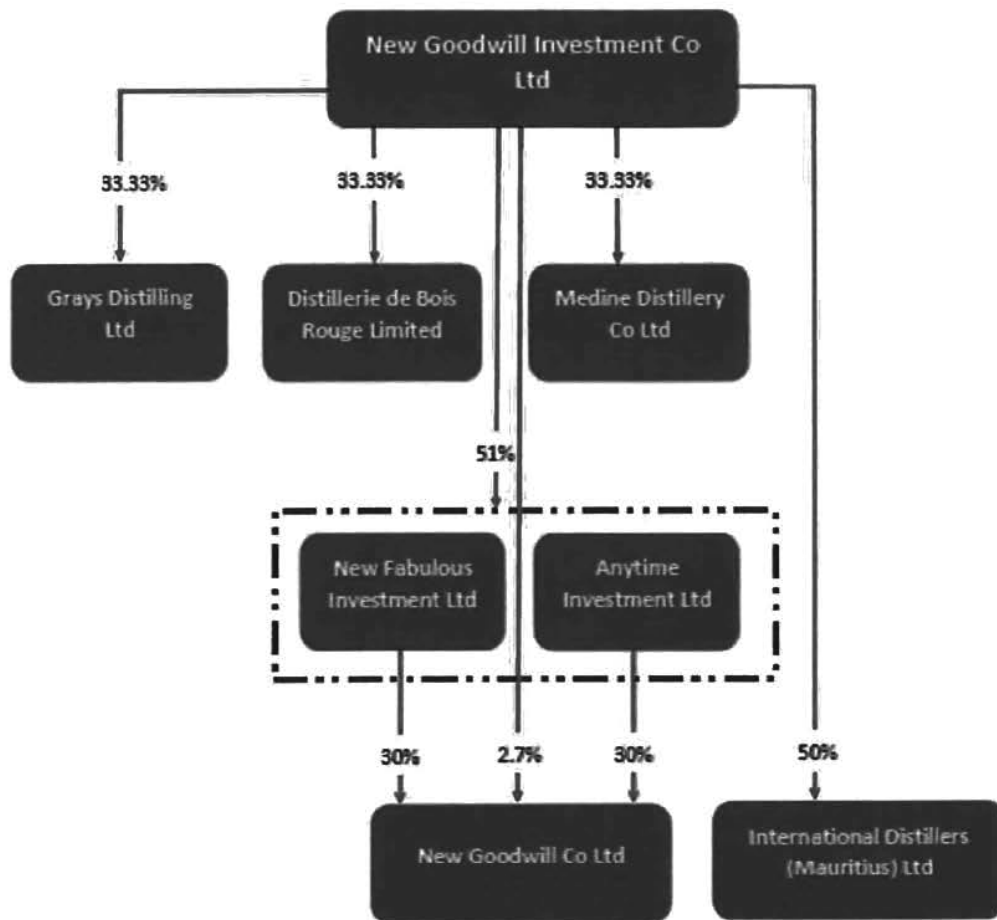 New Goodwill Investment Co
Ltd
33.33%
33.33%
33.33%
Grays Distilling
Ltd
Distillerie de Bois
Rouge Limited
Medine Distillery
Co Ltd
51%
New Fabulous
Investment Ltd
Anytime
Investment Ltd
30%
2.7%
30%
50%
New Goodwill Co Ltd
International Distillers
(Mauritius) Ltd